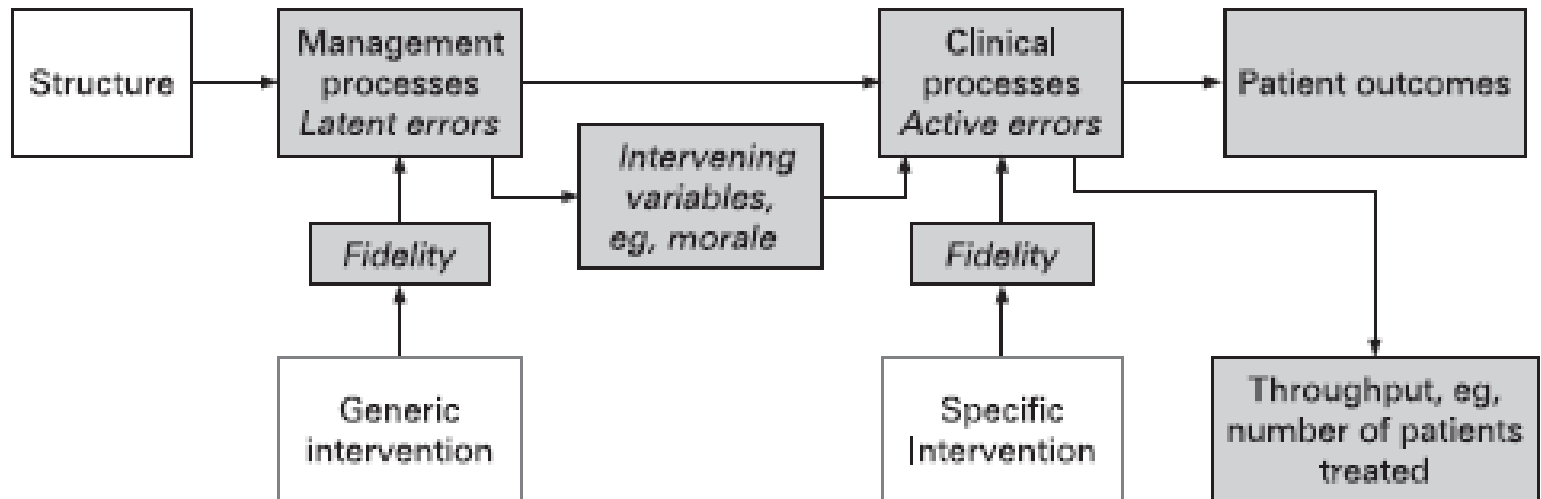 Structure
Management
processes
Latent errors
Clinical
processes
Active errors
Patient outcomes
Intervening
variables,
eg, morale
Fidelity
Fidelity
Generic
intervention
Specific
Intervention
Throughput, eg,
number of patients
treated